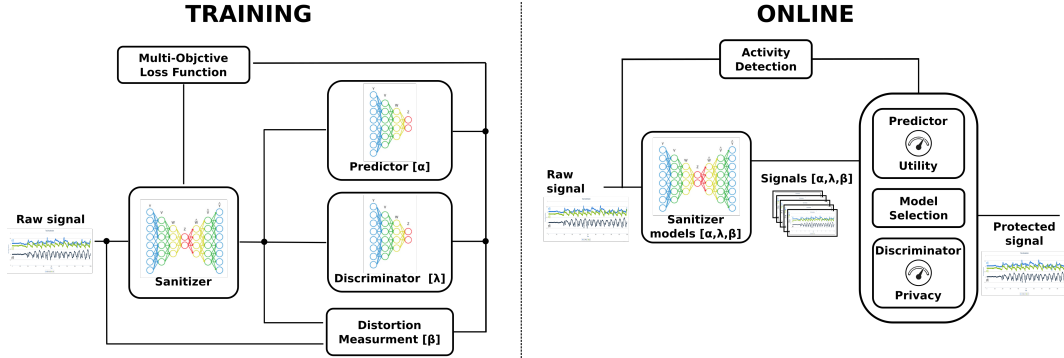 TRAINING
Multi-Objctive
Loss Function
Predictor [α]
Raw signal
Sanitizer
Discriminator [λ]
Distortion
Measurment [β]
ONLINE
Activity
Detection
Raw
signal
Sanitizer
models [α,λ,β]
Signals [α,λ,β]
Predictor
Utility
Model
Selection
Discriminator
Privacy
Protected
signal